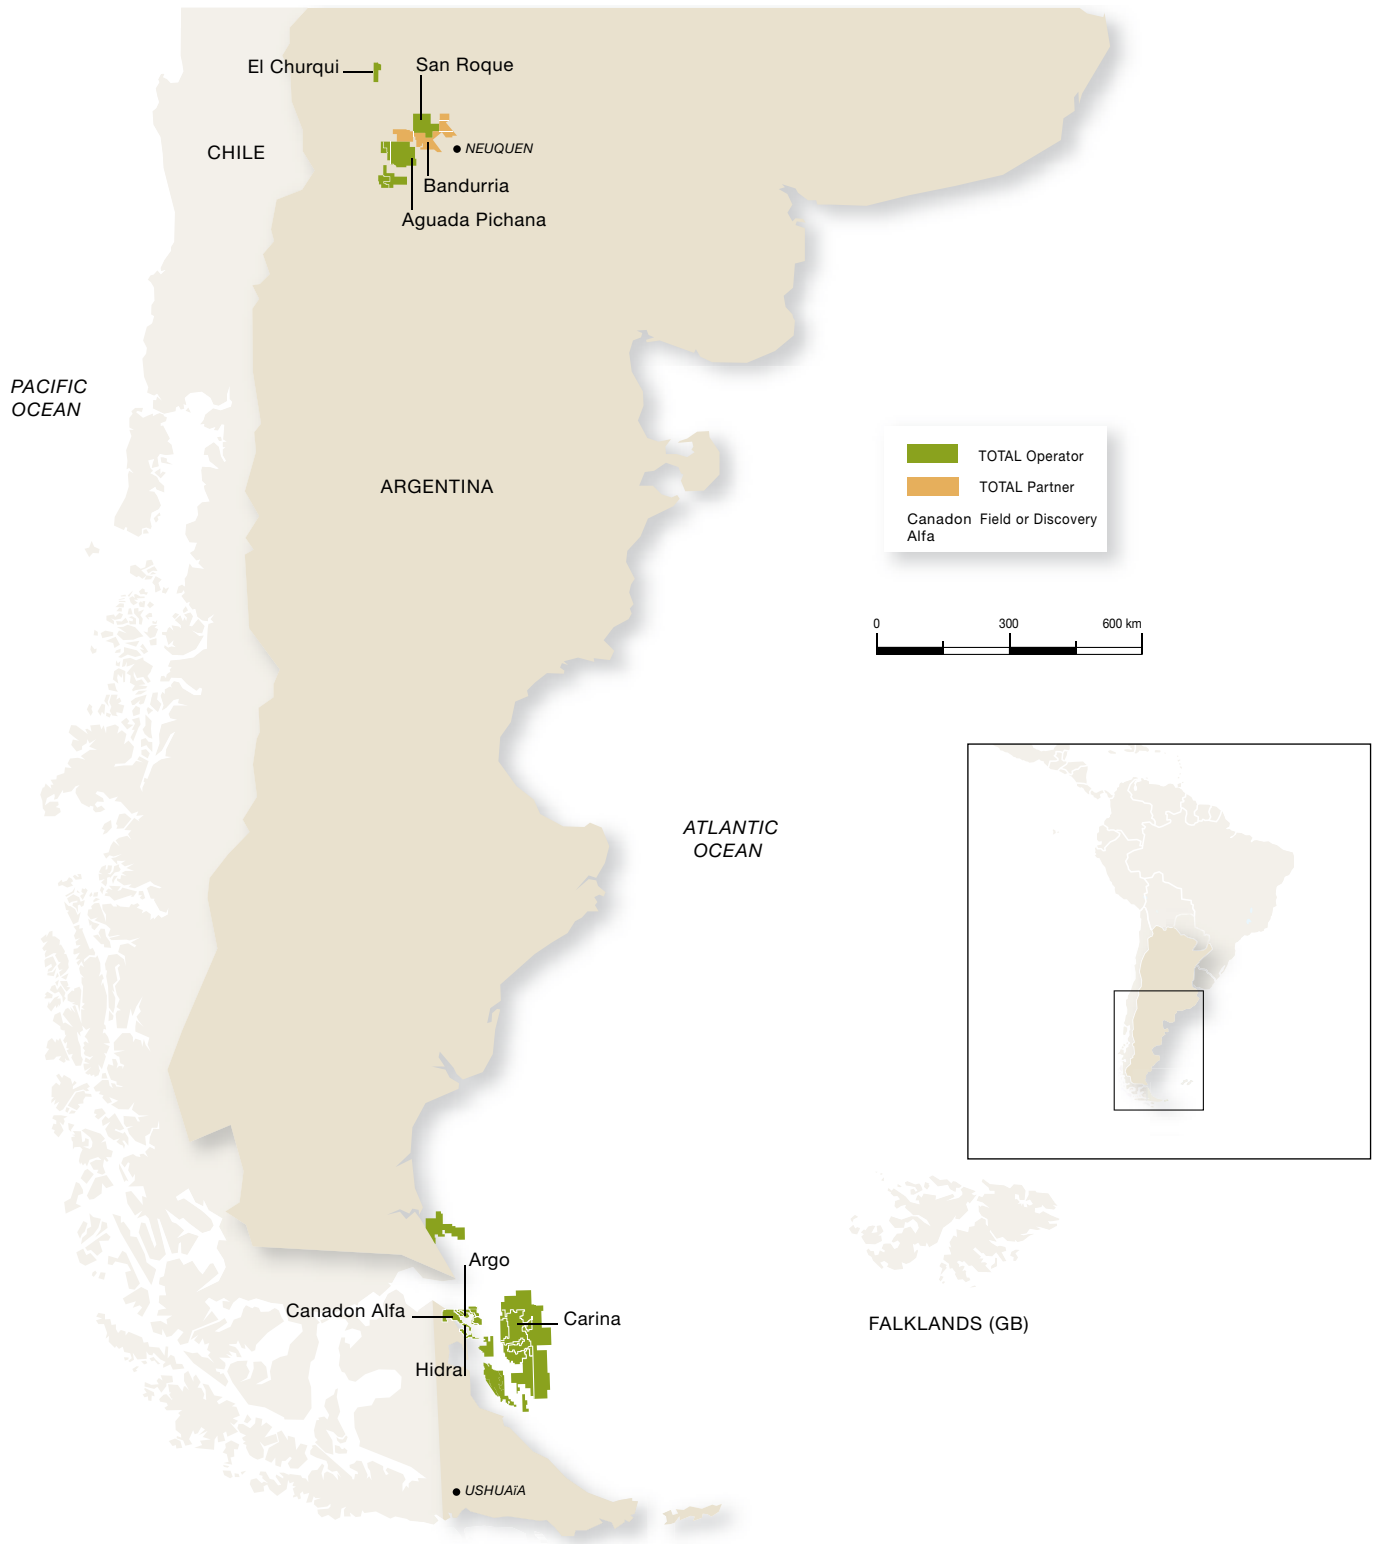 El Churqui
San Roque
CHILE
NEUQUEN
Bandurria
Aguada Pichana
PACIFIC
OCEAN
ARGENTINA
TOTAL Operator
TOTAL Partner
Canadon Field or Discovery
Alfa
0 300 600 km
ATLANTIC
OCEAN
Argo
Canadon Alfa
Carina
FALKLANDS (GB)
Hidra
USHUAïA